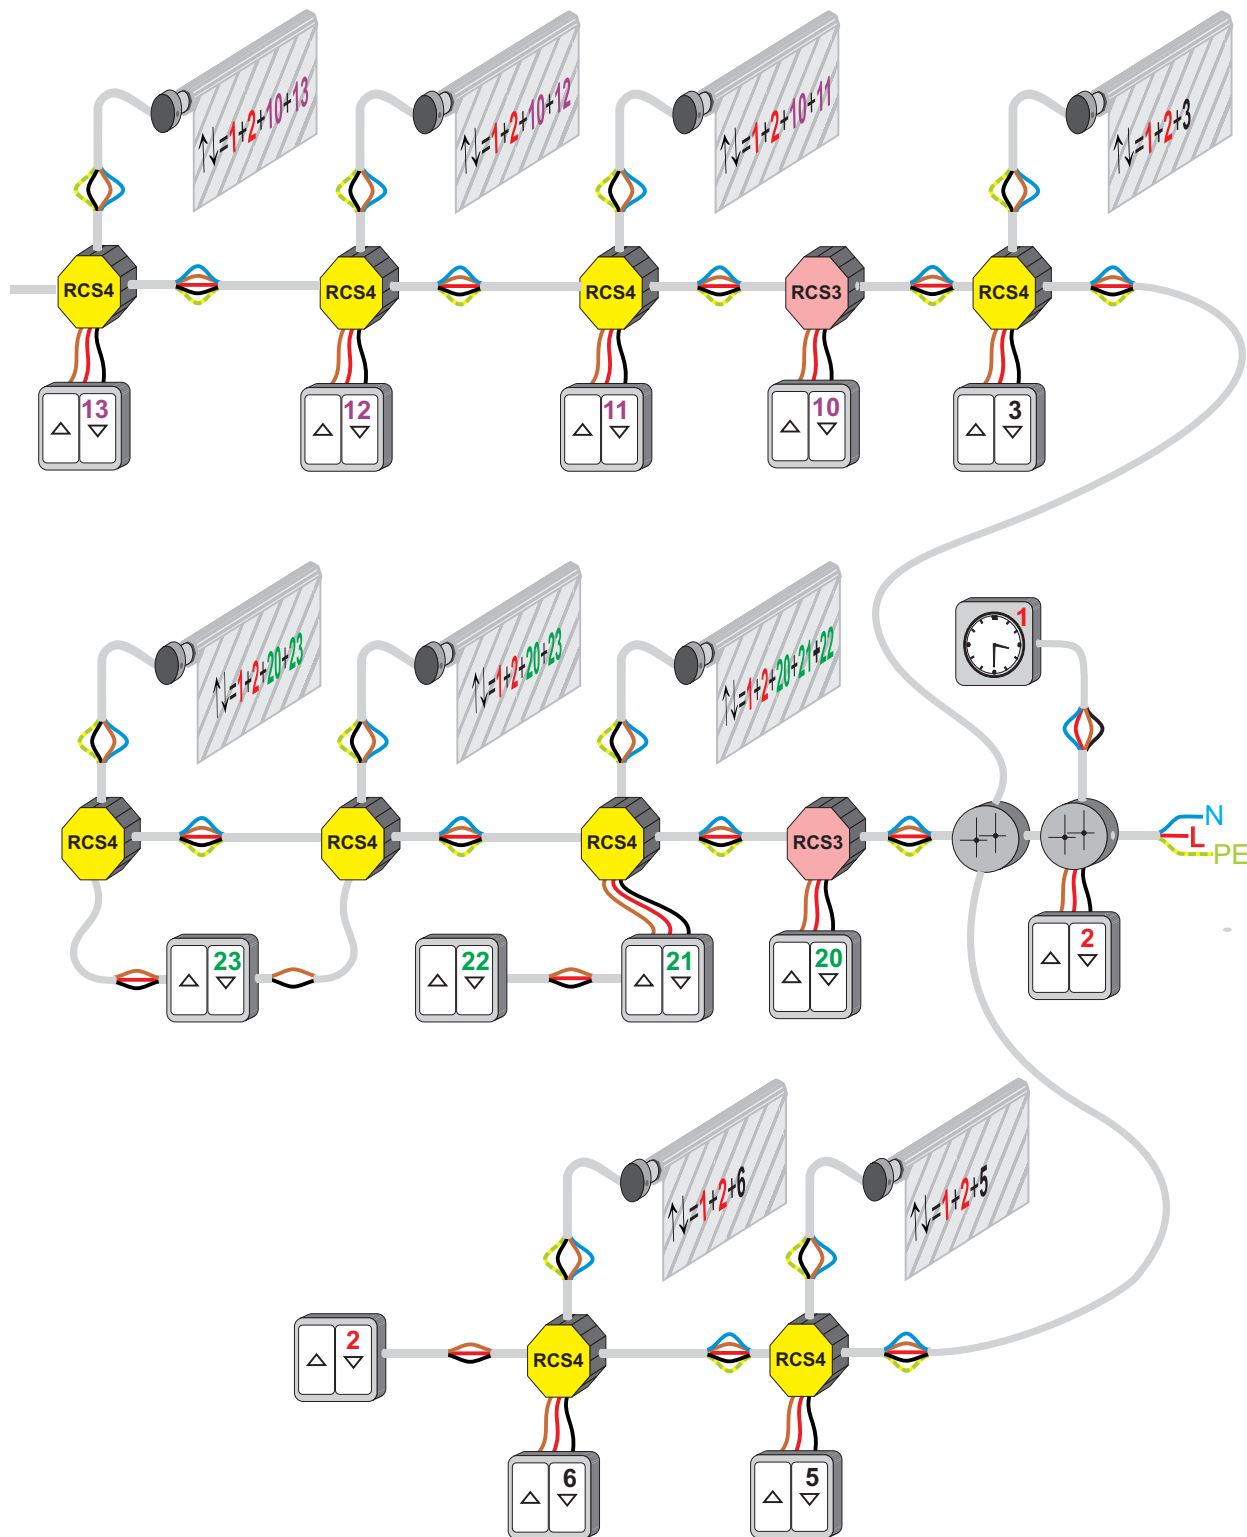 ↑↓=1+2+10+13
↑↓=1+2+10+12
↑↓=1+2+10+11
↑↓=1+2+3
RCS4
RCS4
RCS4
RCS3
RCS4
13
12
11
10
3
↑↓=1+2+20+23
↑↓=1+2+20+23
↑↓=1+2+20+21+22
1
RCS4
RCS4
RCS4
RCS3
N
L
PE
23
22
21
20
2
↑↓=1+2+6
↑↓=1+2+5
2
RCS4
RCS4
6
5